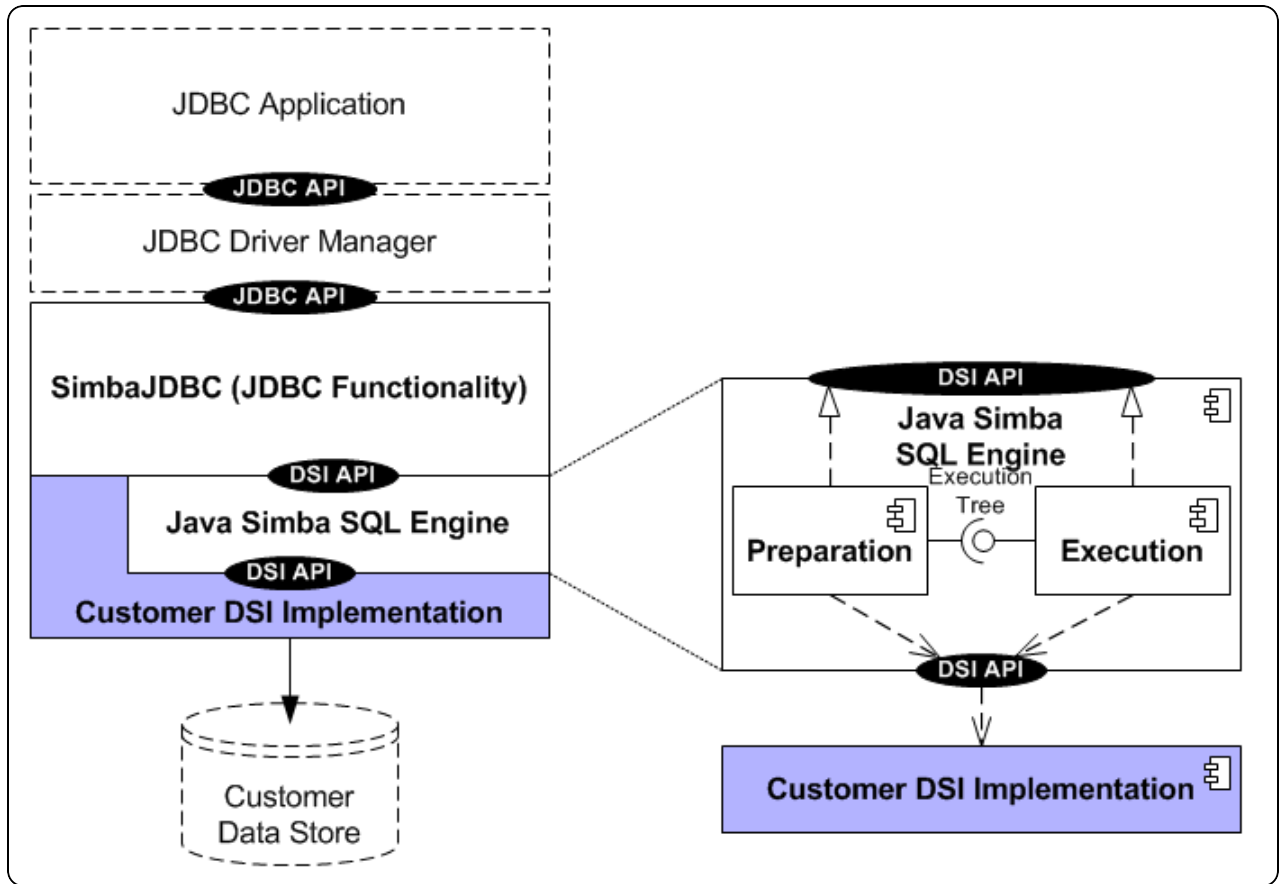 JDBC Application
JDBC API
JDBC Driver Manager
JDBC API
SimbaJDBC (JDBC Functionality)
DSI API
Java Simba SQL Engine
DSI API
Customer DSI Implementation
Customer
Data Store
DSI API
Java Simba
SQL Engine
Execution
Tree
Preparation
Execution
DSI API
Customer DSI Implementation